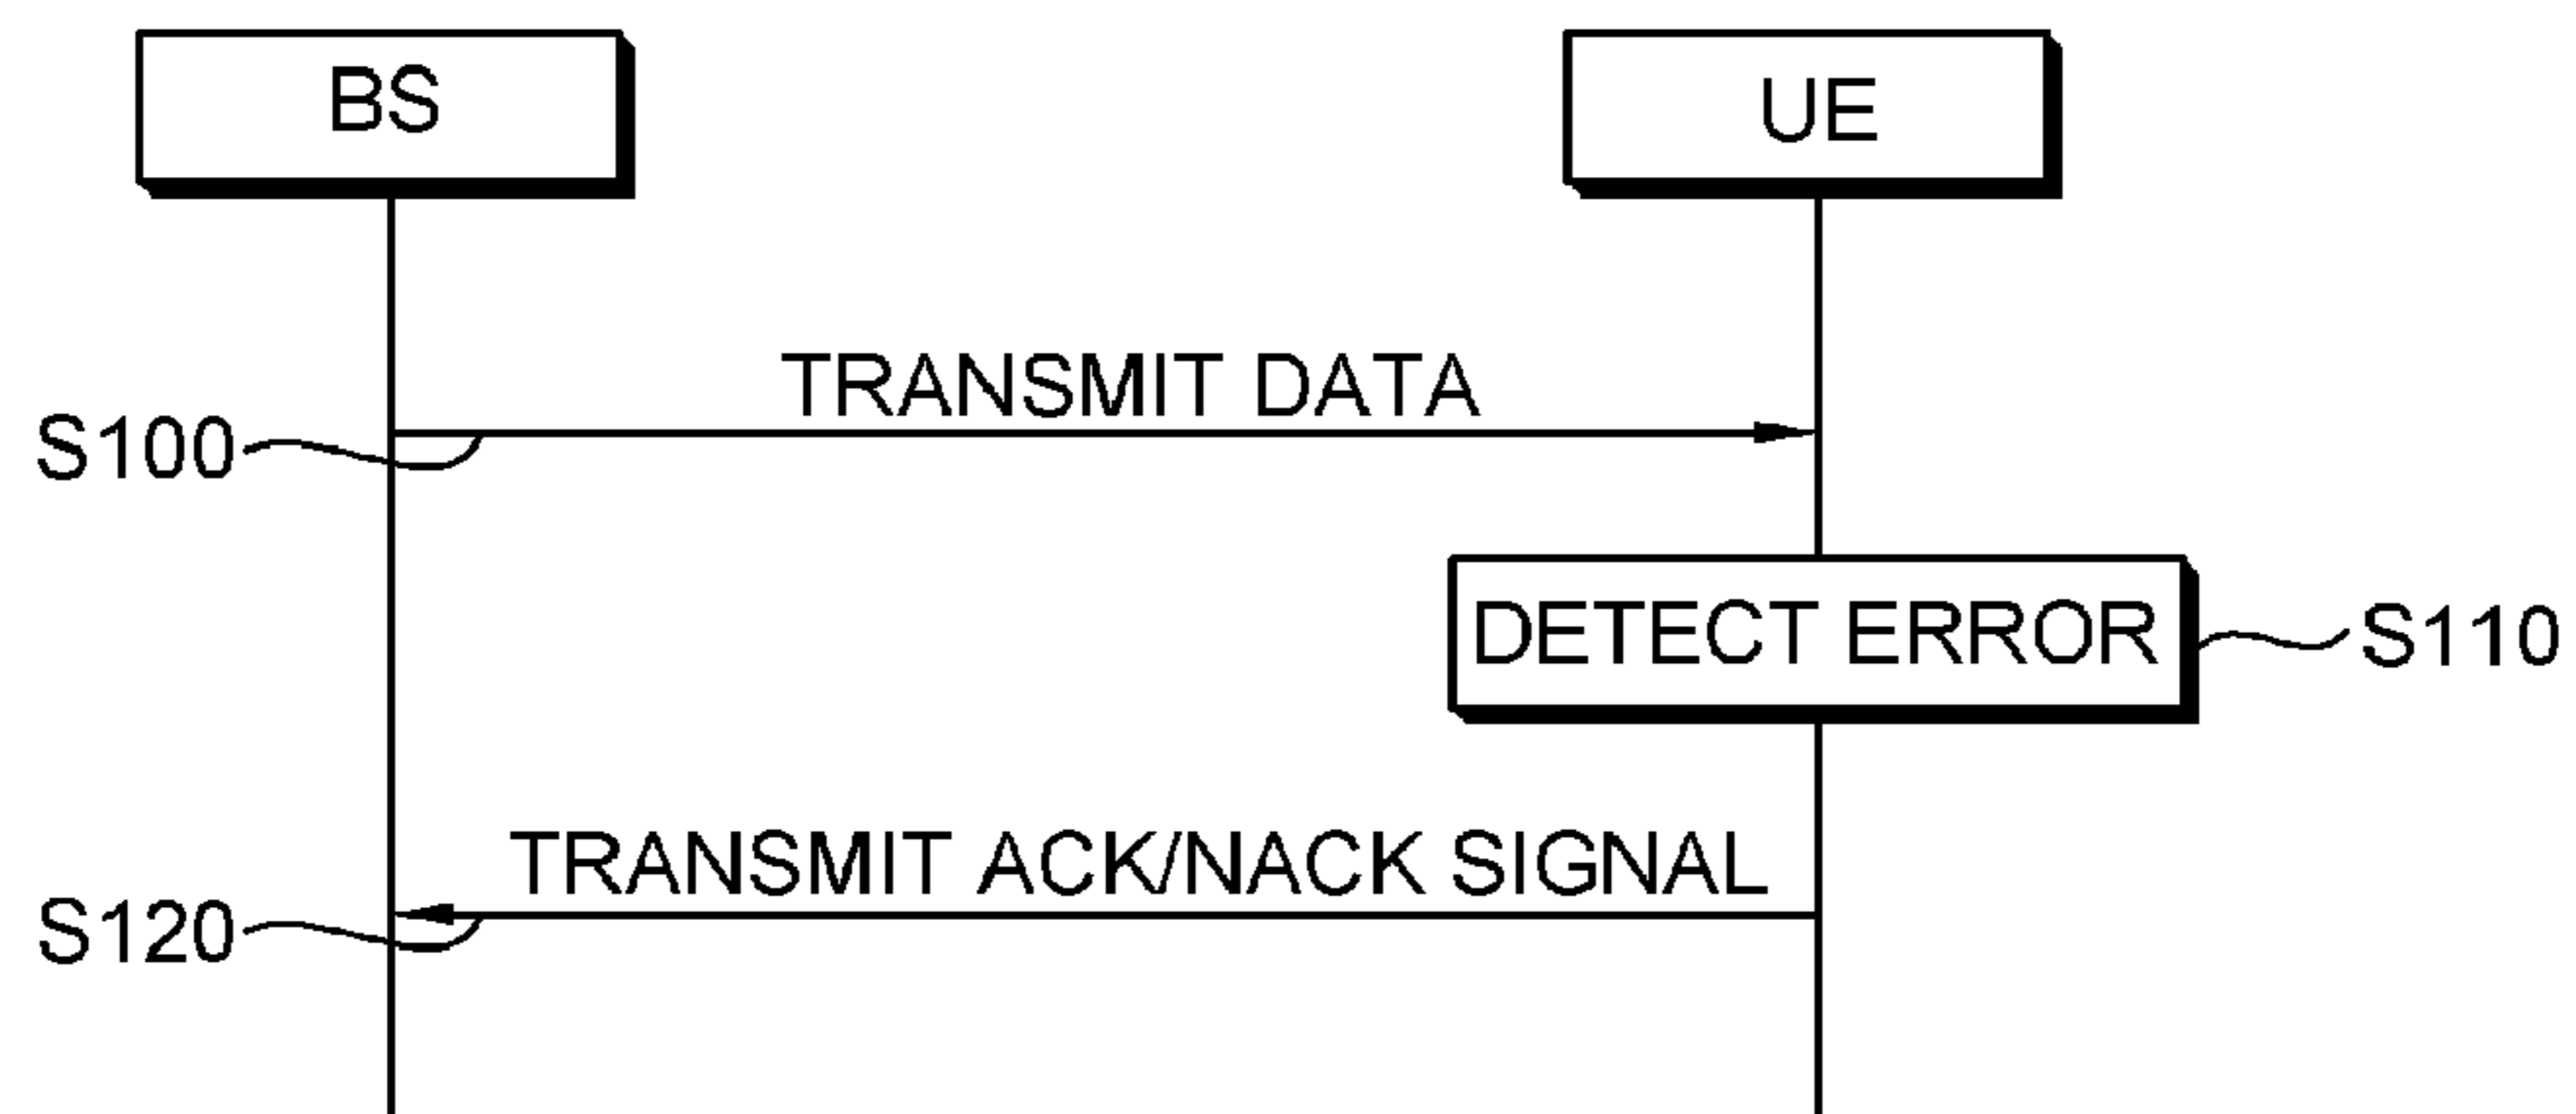 BS
UE
TRANSMIT DATA
S100
DETECT ERROR
S110
TRANSMIT ACK/NACK SIGNAL
S120